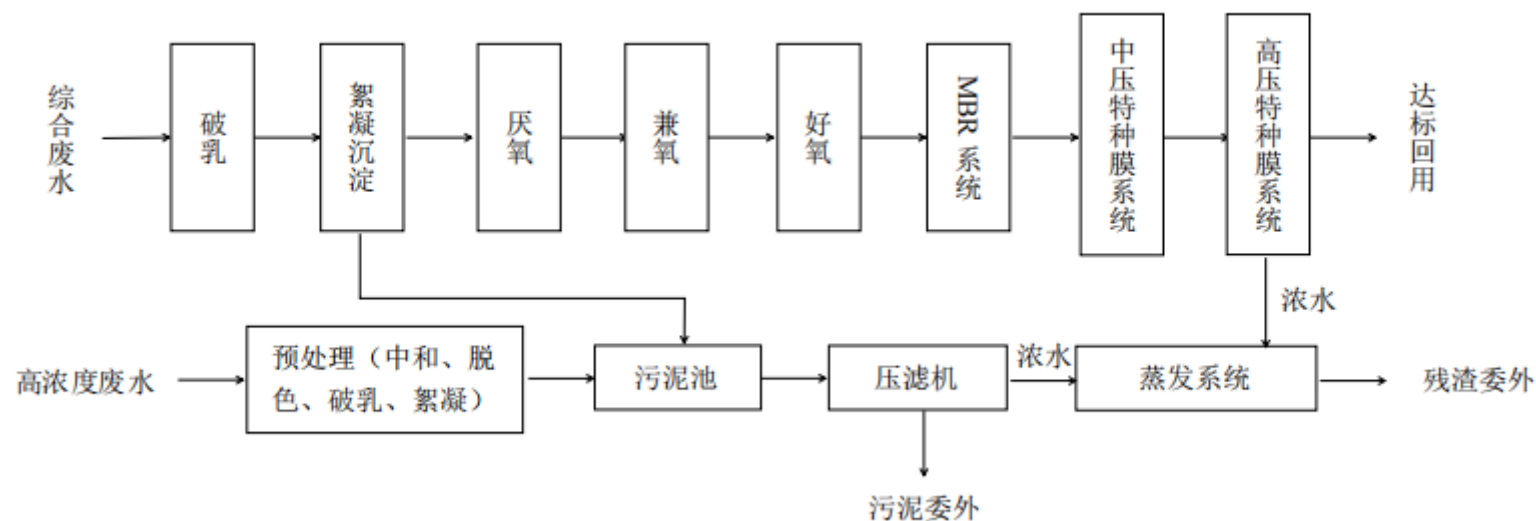 综合废水
破乳
絮凝沉淀
厌氧
兼氧
好氧
MBR 系统
中压特种膜系统
高压特种膜系统
达标回用
浓水
高浓度废水
预处理（中和、脱
色、破乳、絮凝）
污泥池
压滤机
浓水
蒸发系统
残渣委外
污泥委外